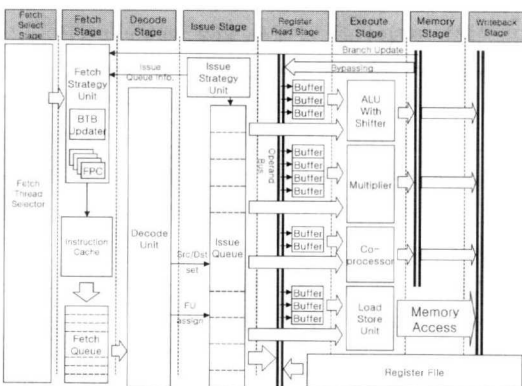 Fetch
Select
Stage
Fetch
Stage
Decode
Stage
Issue Stage
Register
Read Stage
Execute
Stage
Memory
Stage
Writeback
Stage
Branch Update
Bypassing
Issue
Queue Info.
Fetch
Strategy
Unit
BTB
Updater
FPC
Instruction
Cache
Fetch
Queue
Fetch
Thread
Selector
Decode
Unit
Src/Dst
set
FU
assign
Issue
Strategy
Unit
Issue
Queue
Operand
Bus
Buffer
Buffer
Buffer
Buffer
Buffer
Buffer
Buffer
Buffer
Buffer
Buffer
Buffer
Buffer
ALU
With
Shifter
Multiplier
Co-
processor
Load
Store
Unit
Memory
Access
Register File